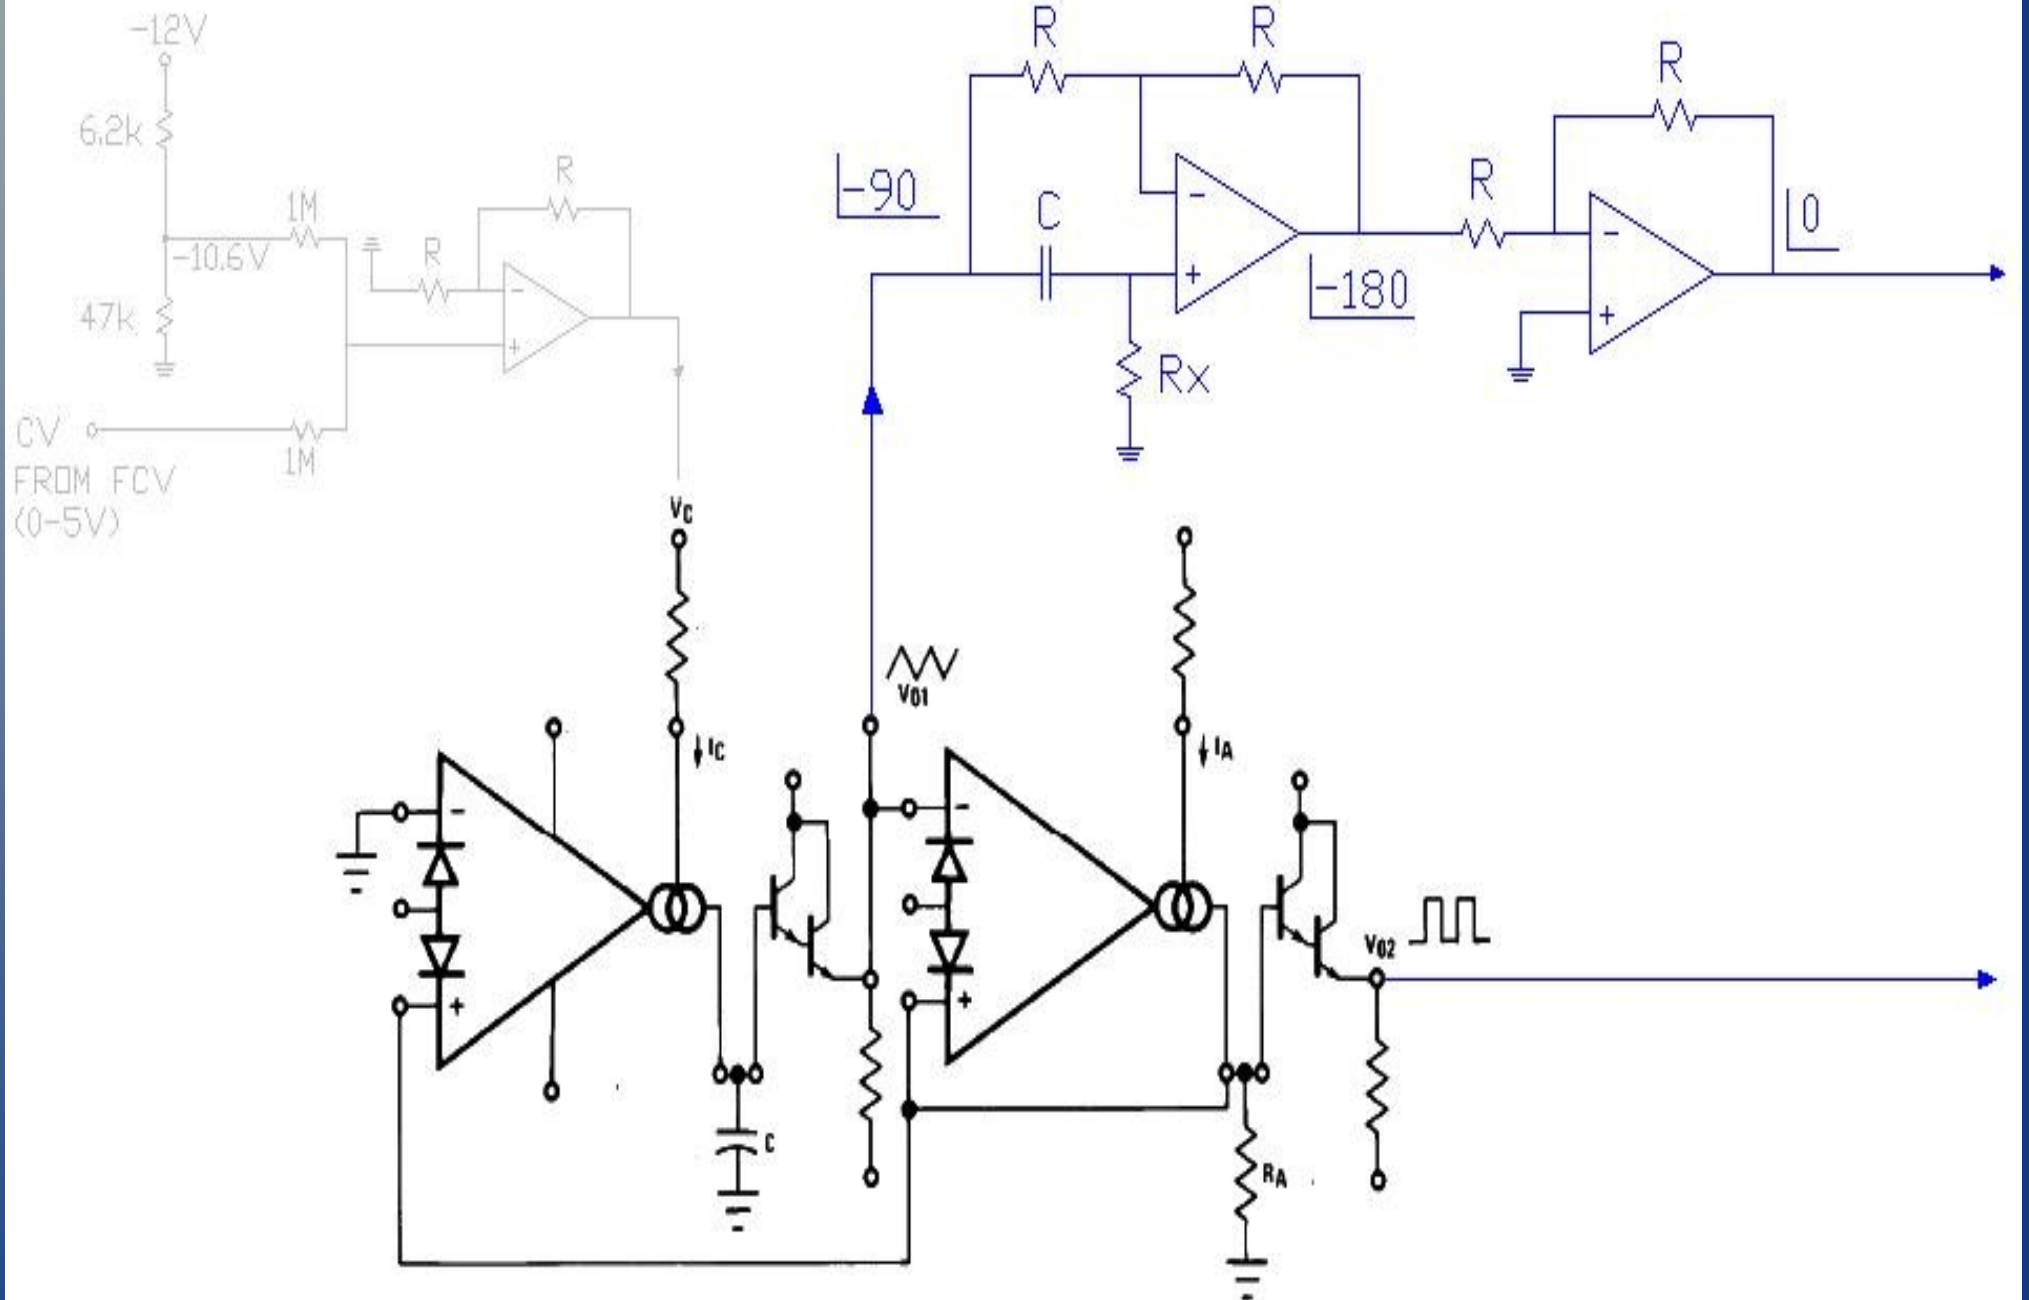 -12V
6.2k
1M
-10.6V
47k
R
R
CV
FROM FCV
(0-5V)
1M
R
R
-90
C
-
+
-180
Rx
R
R
-
+
0
-
+
VC
IC
V01
IA
-
+
-
+
C
RA
V02